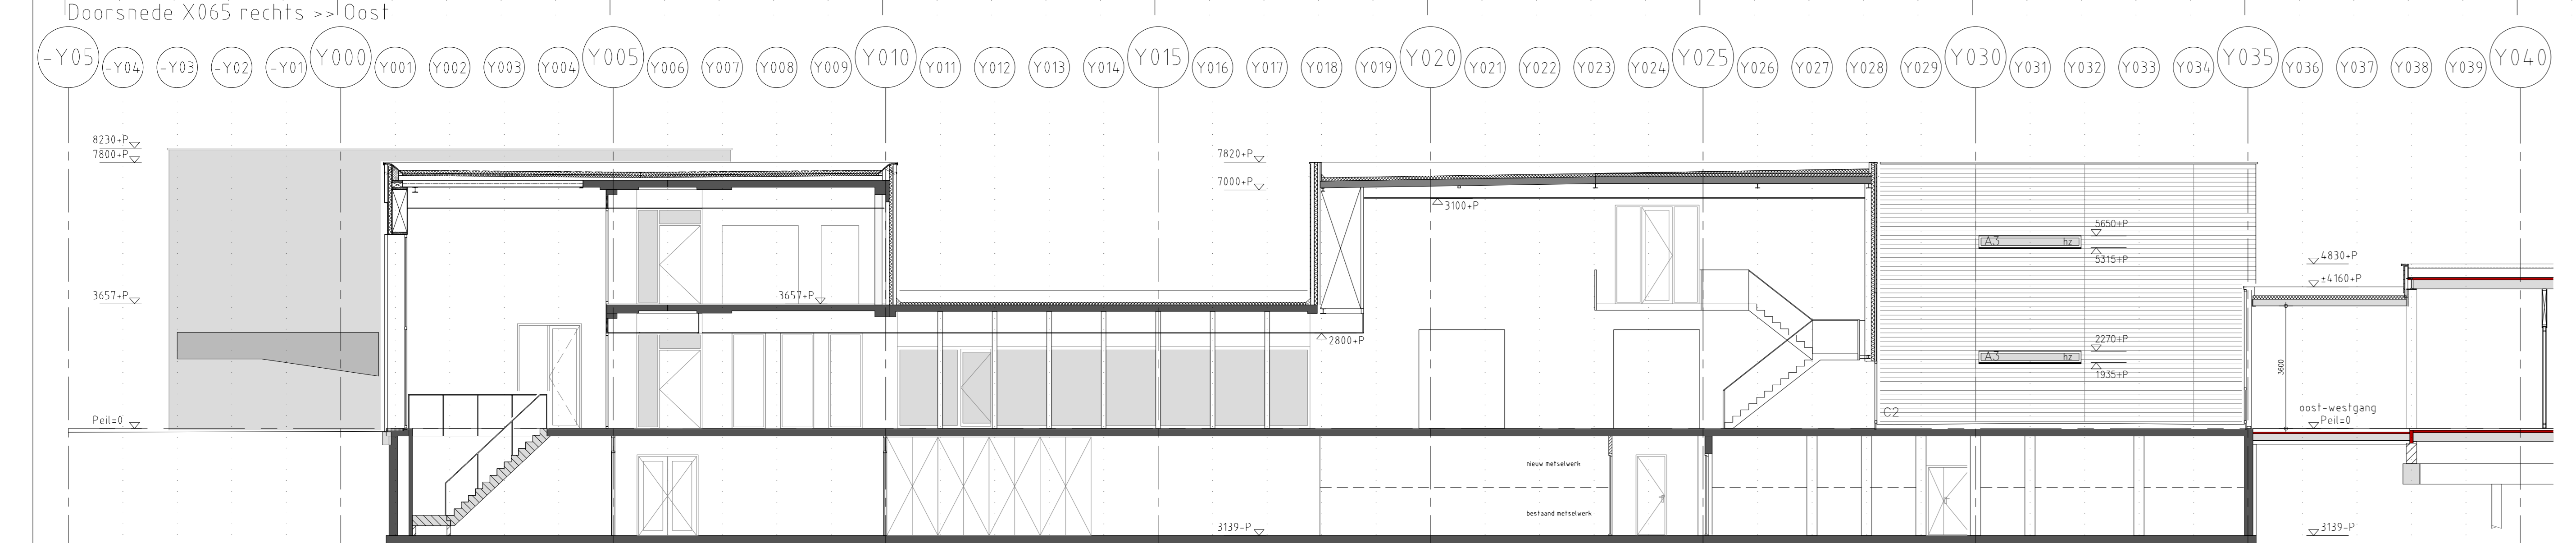 Doorsnede X065 rechts >> Oost
-Y05 -Y04 -Y03 -Y02 -Y01 Y000 Y001 Y002 Y003 Y004 Y005 Y006 Y007 Y008 Y009 Y010 Y011 Y012 Y013 Y014 Y015 Y016 Y017 Y018 Y019 Y020 Y021 Y022 Y023 Y024 Y025 Y026 Y027 Y028 Y029 Y030 Y031 Y032 Y033 Y034 Y035 Y036 Y037 Y038 Y039 Y040
8230+P
7800+P
7820+P
7000+P
3100+P
5650+P
A3 hz
5315+P
4830+P
±4160+P
3657+P
3657+P
2800+P
2270+P
A3 hz
1935+P
3600
C2
oost-westgang
Peil=0
Peil=0
nieuw metselwerk
bestaand metselwerk
3139-P
3139-P